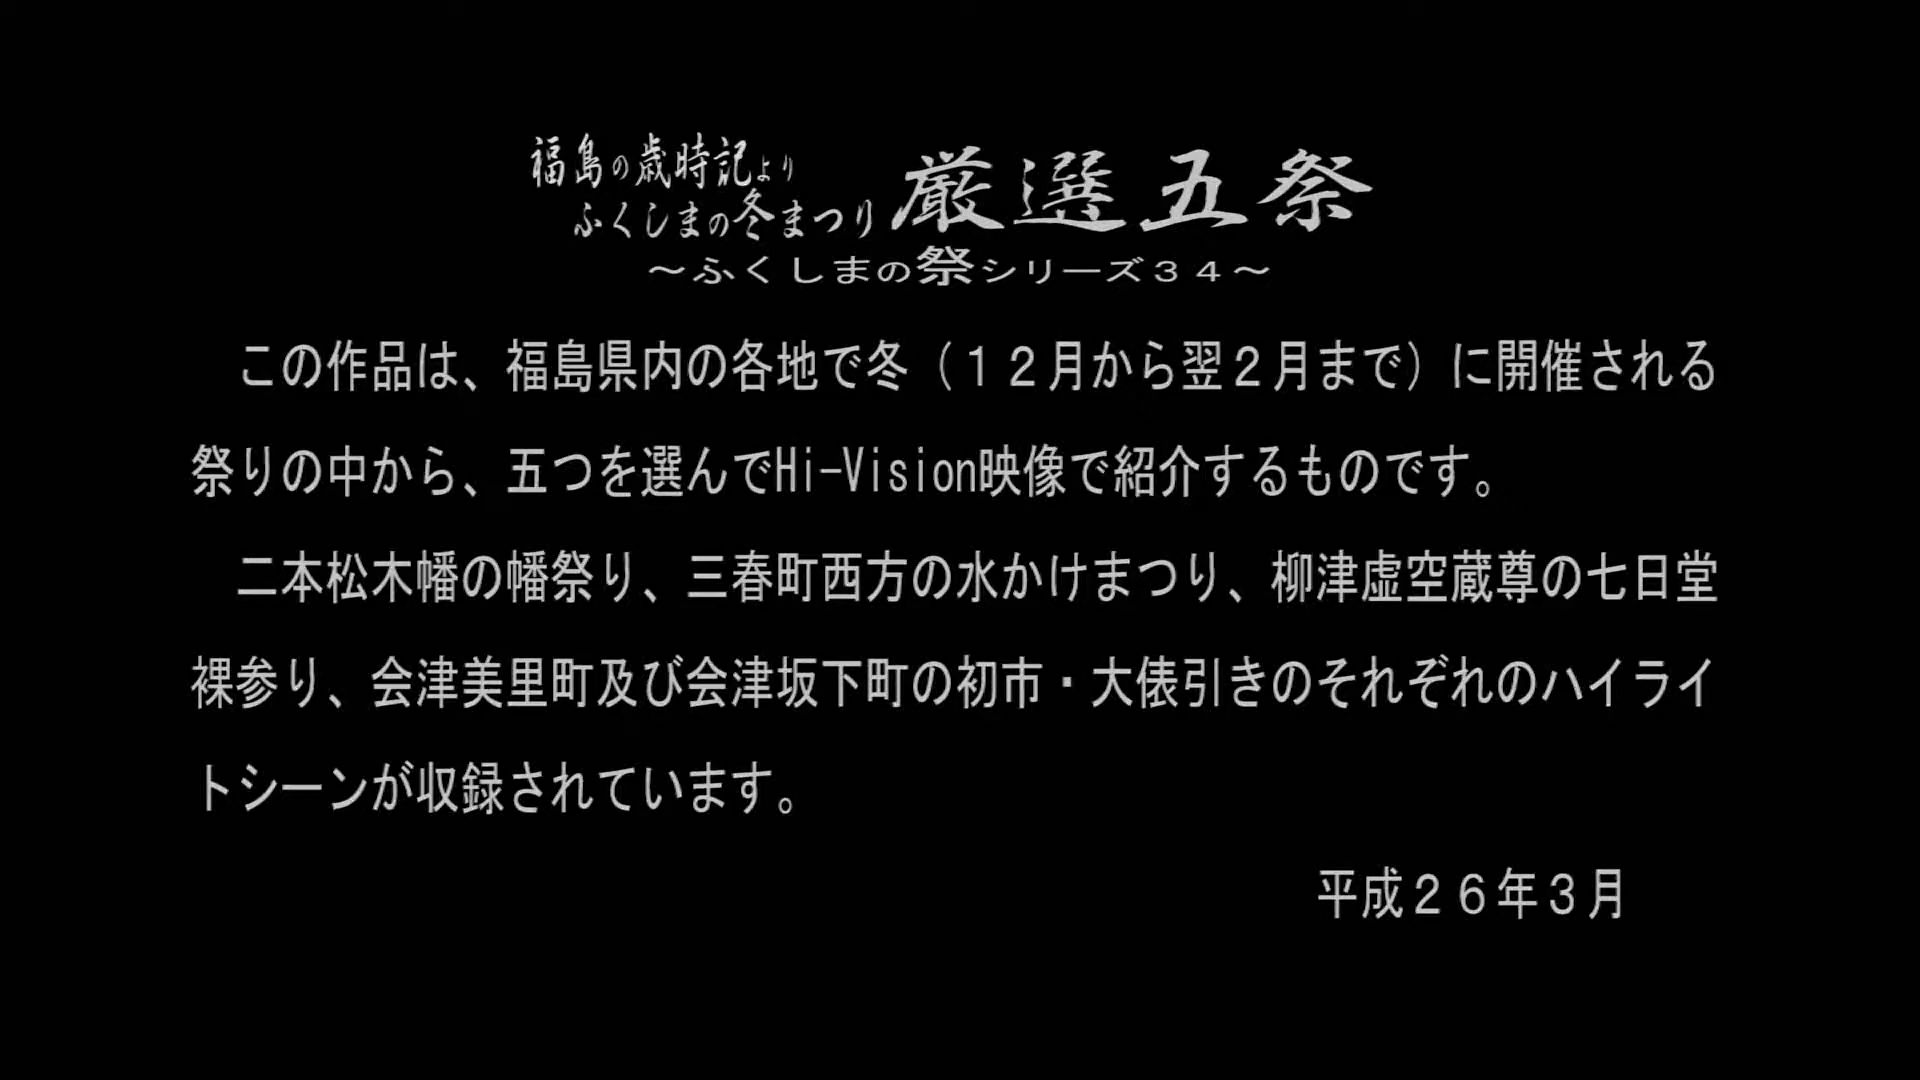 福島の歳時記より
ふくしまの冬まつり 厳選五祭
～ふくしまの祭シリーズ３４～
この作品は、福島県内の各地で冬（１２月から翌２月まで）に開催される
祭りの中から、五つを選んでHi-Vision映像で紹介するものです。
二本松木幡の幡祭り、三春町西方の水かけまつり、柳津虚空蔵尊の七日堂
裸参り、会津美里町及び会津坂下町の初市・大俵引きのそれぞれのハイライ
トシーンが収録されています。
平成２６年３月